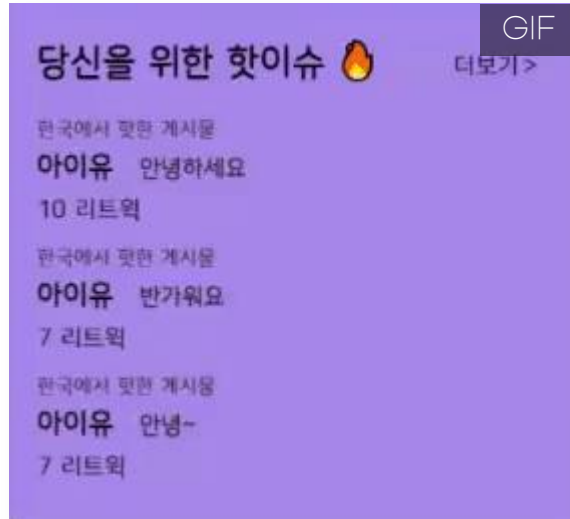 GIF
당신을 위한 핫이슈 🔥 더보기 >
한국에서 핫한 게시물
아이유 안녕하세요
10 리트윅
한국에서 핫한 게시물
아이유 반가워요
7 리트윅
한국에서 핫한 게시물
아이유 안녕~
7 리트윅